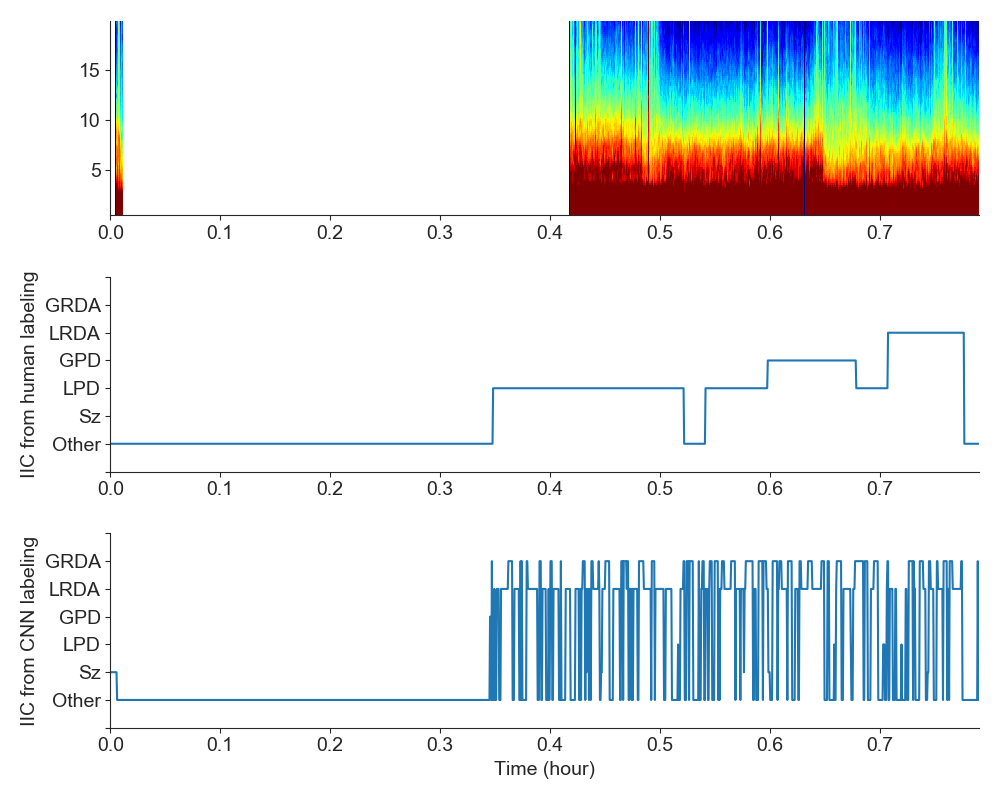 15
10
5
0.0 0.1 0.2 0.3 0.4 0.5 0.6 0.7
IIC from human labeling
GRDA
LRDA
GPD
LPD
Sz
Other
0.0 0.1 0.2 0.3 0.4 0.5 0.6 0.7
IIC from CNN labeling
GRDA
LRDA
GPD
LPD
Sz
Other
0.0 0.1 0.2 0.3 0.4 0.5 0.6 0.7
Time (hour)